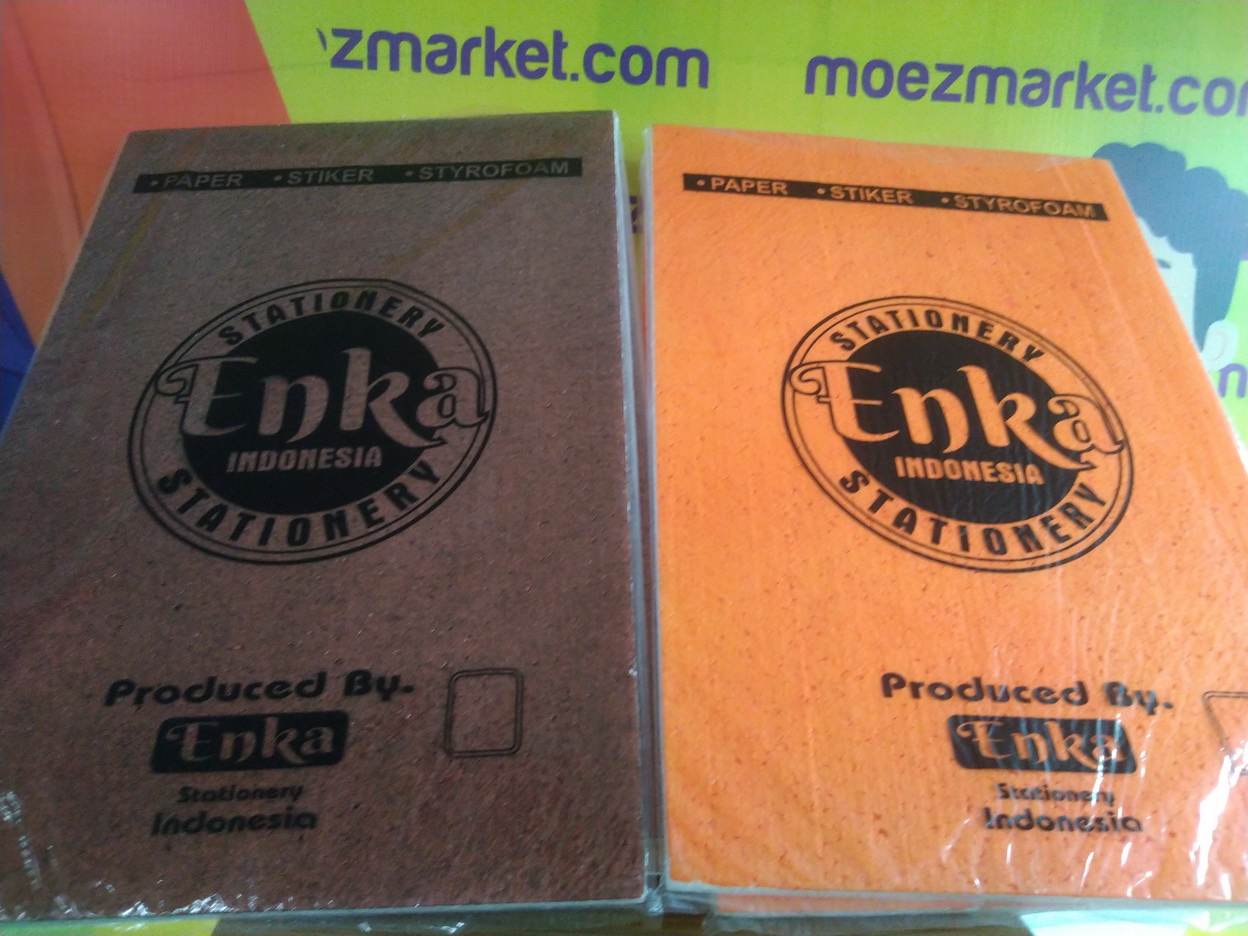 zmarket.com
moezmarket.co
• PAPER • STIKER • STYROFOAM
STATIONERY
Enka
INDONESIA
STATIONERY
Produced By.
Enka
Stationery
Indonesia
• PAPER • STIKER • STYROFOAM
STATIONERY
Enka
INDONESIA
STATIONERY
Produced By.
Enka
Stationery
Indonesia